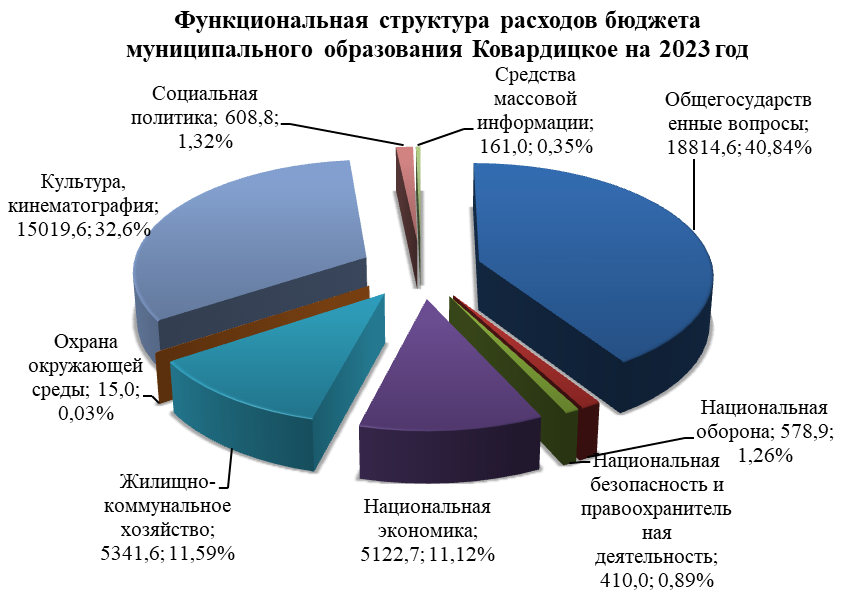 Функциональная структура расходов бюджета
муниципального образования Ковардицкое на 2023 год
Социальная
политика; 608,8;
1,32%
Средства
массовой
информации;
161,0; 0,35%
Общегосударств
енные вопросы;
18814,6; 40,84%
Культура,
кинематография;
15019,6; 32,6%
Охрана
окружающей
среды; 15,0;
0,03%
Жилищно-
коммунальное
хозяйство;
5341,6; 11,59%
Национальная
экономика;
5122,7; 11,12%
Национальная
оборона; 578,9;
1,26%
Национальная
безопасность и
правоохранитель
ная
деятельность;
410,0; 0,89%